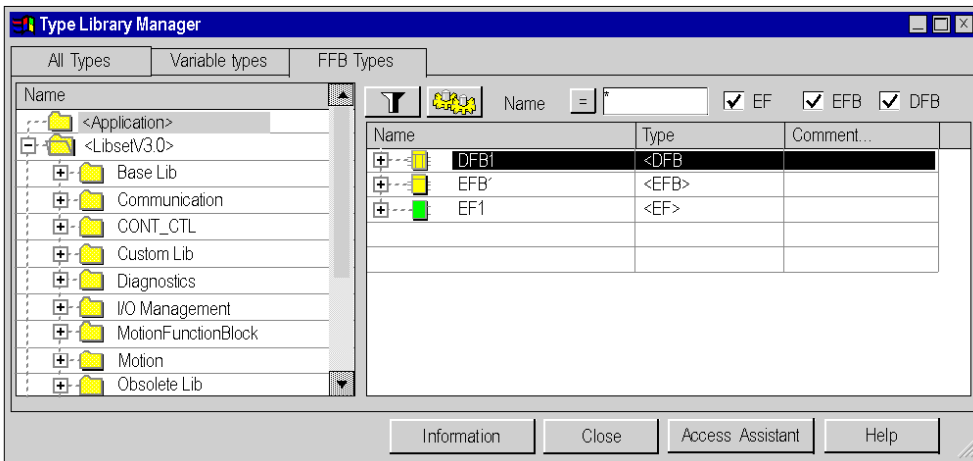 Type Library Manager
All Types Variable types FFB Types
Name
<Application>
<LibsetV3.0>
Base Lib
Communication
CONT_CTL
Custom Lib
Diagnostics
I/O Management
MotionFunctionBlock
Motion
Obsolete Lib
Name = * EF EFB DFB
Name Type Comment...
DFB1 <DFB
EFB´ <EFB>
EF1 <EF>
Information Close Access Assistant Help